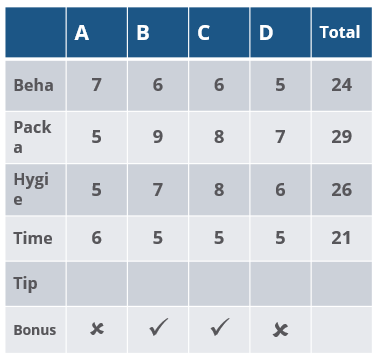 A B C D Total
Beha 7 6 6 5 24
Pack
a 5 9 8 7 29
Hygi
e 5 7 8 6 26
Time 6 5 5 5 21
Tip
Bonus ✘ ✓ ✓ ✘